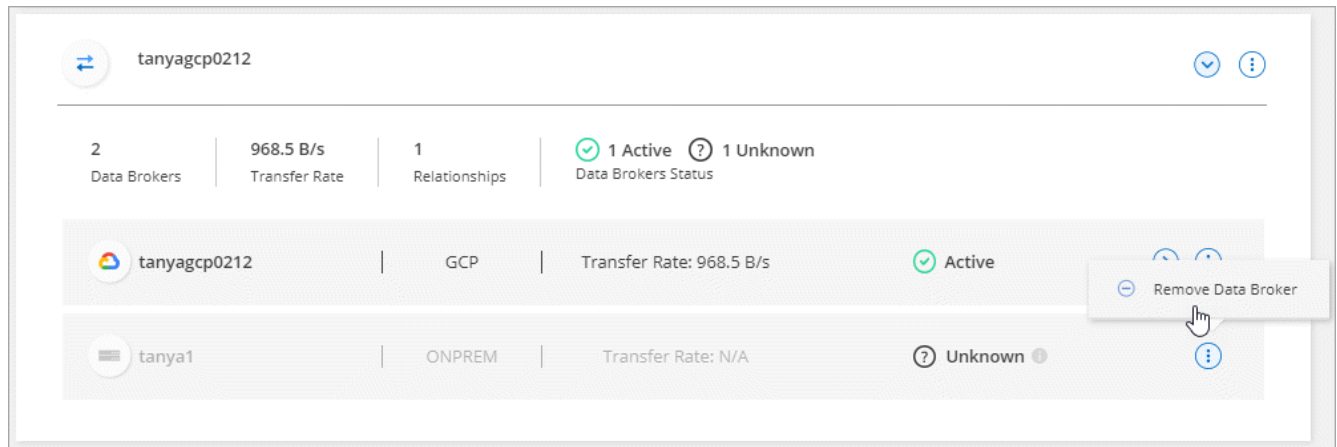 tanyagcp0212
2 968.5 B/s 1 1 Active 1 Unknown
Data Brokers Transfer Rate Relationships Data Brokers Status
tanyagcp0212 GCP Transfer Rate: 968.5 B/s Active
Remove Data Broker
tanya1 ONPREM Transfer Rate: N/A Unknown